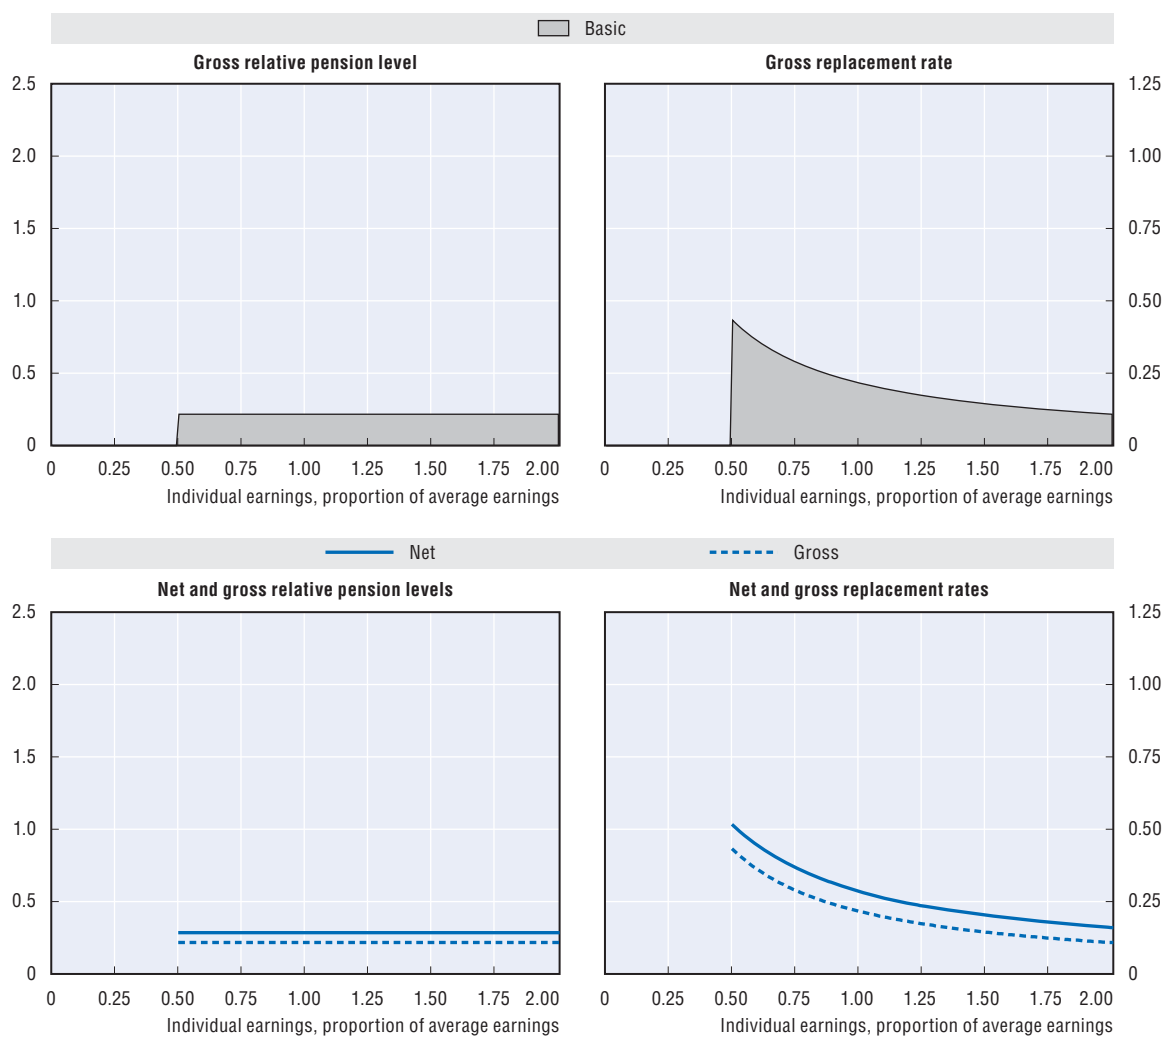 Basic
Gross relative pension level
Gross replacement rate
2.5
2.0
1.5
1.0
0.5
0
1.25
1.00
0.75
0.50
0.25
0
0 0.25 0.50 0.75 1.00 1.25 1.50 1.75 2.00
0 0.25 0.50 0.75 1.00 1.25 1.50 1.75 2.00
Individual earnings, proportion of average earnings
Individual earnings, proportion of average earnings
Net Gross
Net and gross relative pension levels
Net and gross replacement rates
2.5
2.0
1.5
1.0
0.5
0
1.25
1.00
0.75
0.50
0.25
0
0 0.25 0.50 0.75 1.00 1.25 1.50 1.75 2.00
0 0.25 0.50 0.75 1.00 1.25 1.50 1.75 2.00
Individual earnings, proportion of average earnings
Individual earnings, proportion of average earnings